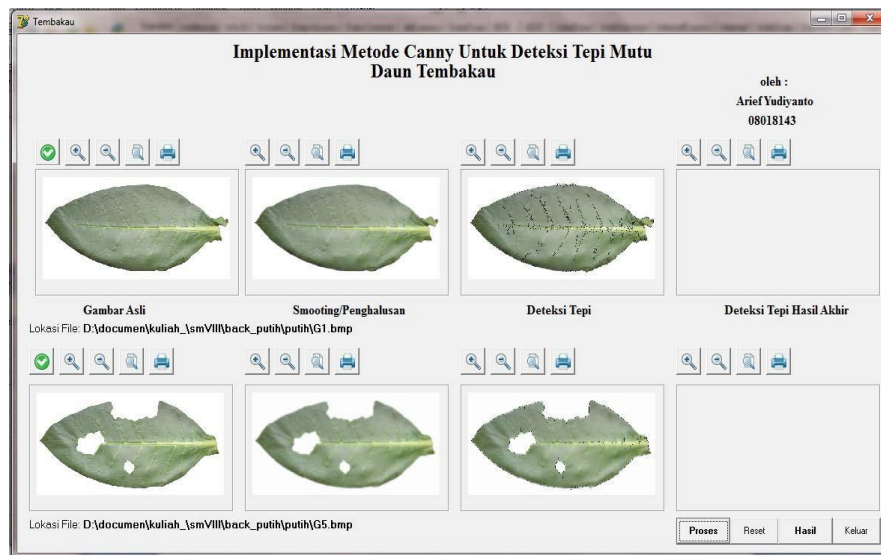 Tembakau
Implementasi Metode Canny Untuk Deteksi Tepi Mutu
Daun Tembakau
oleh :
Arief Yudiyanto
08018143
Gambar Asli
Smooting/Penghalusan
Deteksi Tepi
Deteksi Tepi Hasil Akhir
Lokasi File: D:\documen\kuliah_\smVIII\back_putih\putih\G1.bmp
Lokasi File: D:\documen\kuliah_\smVIII\back_putih\putih\G5.bmp
Proses
Reset
Hasil
Keluar